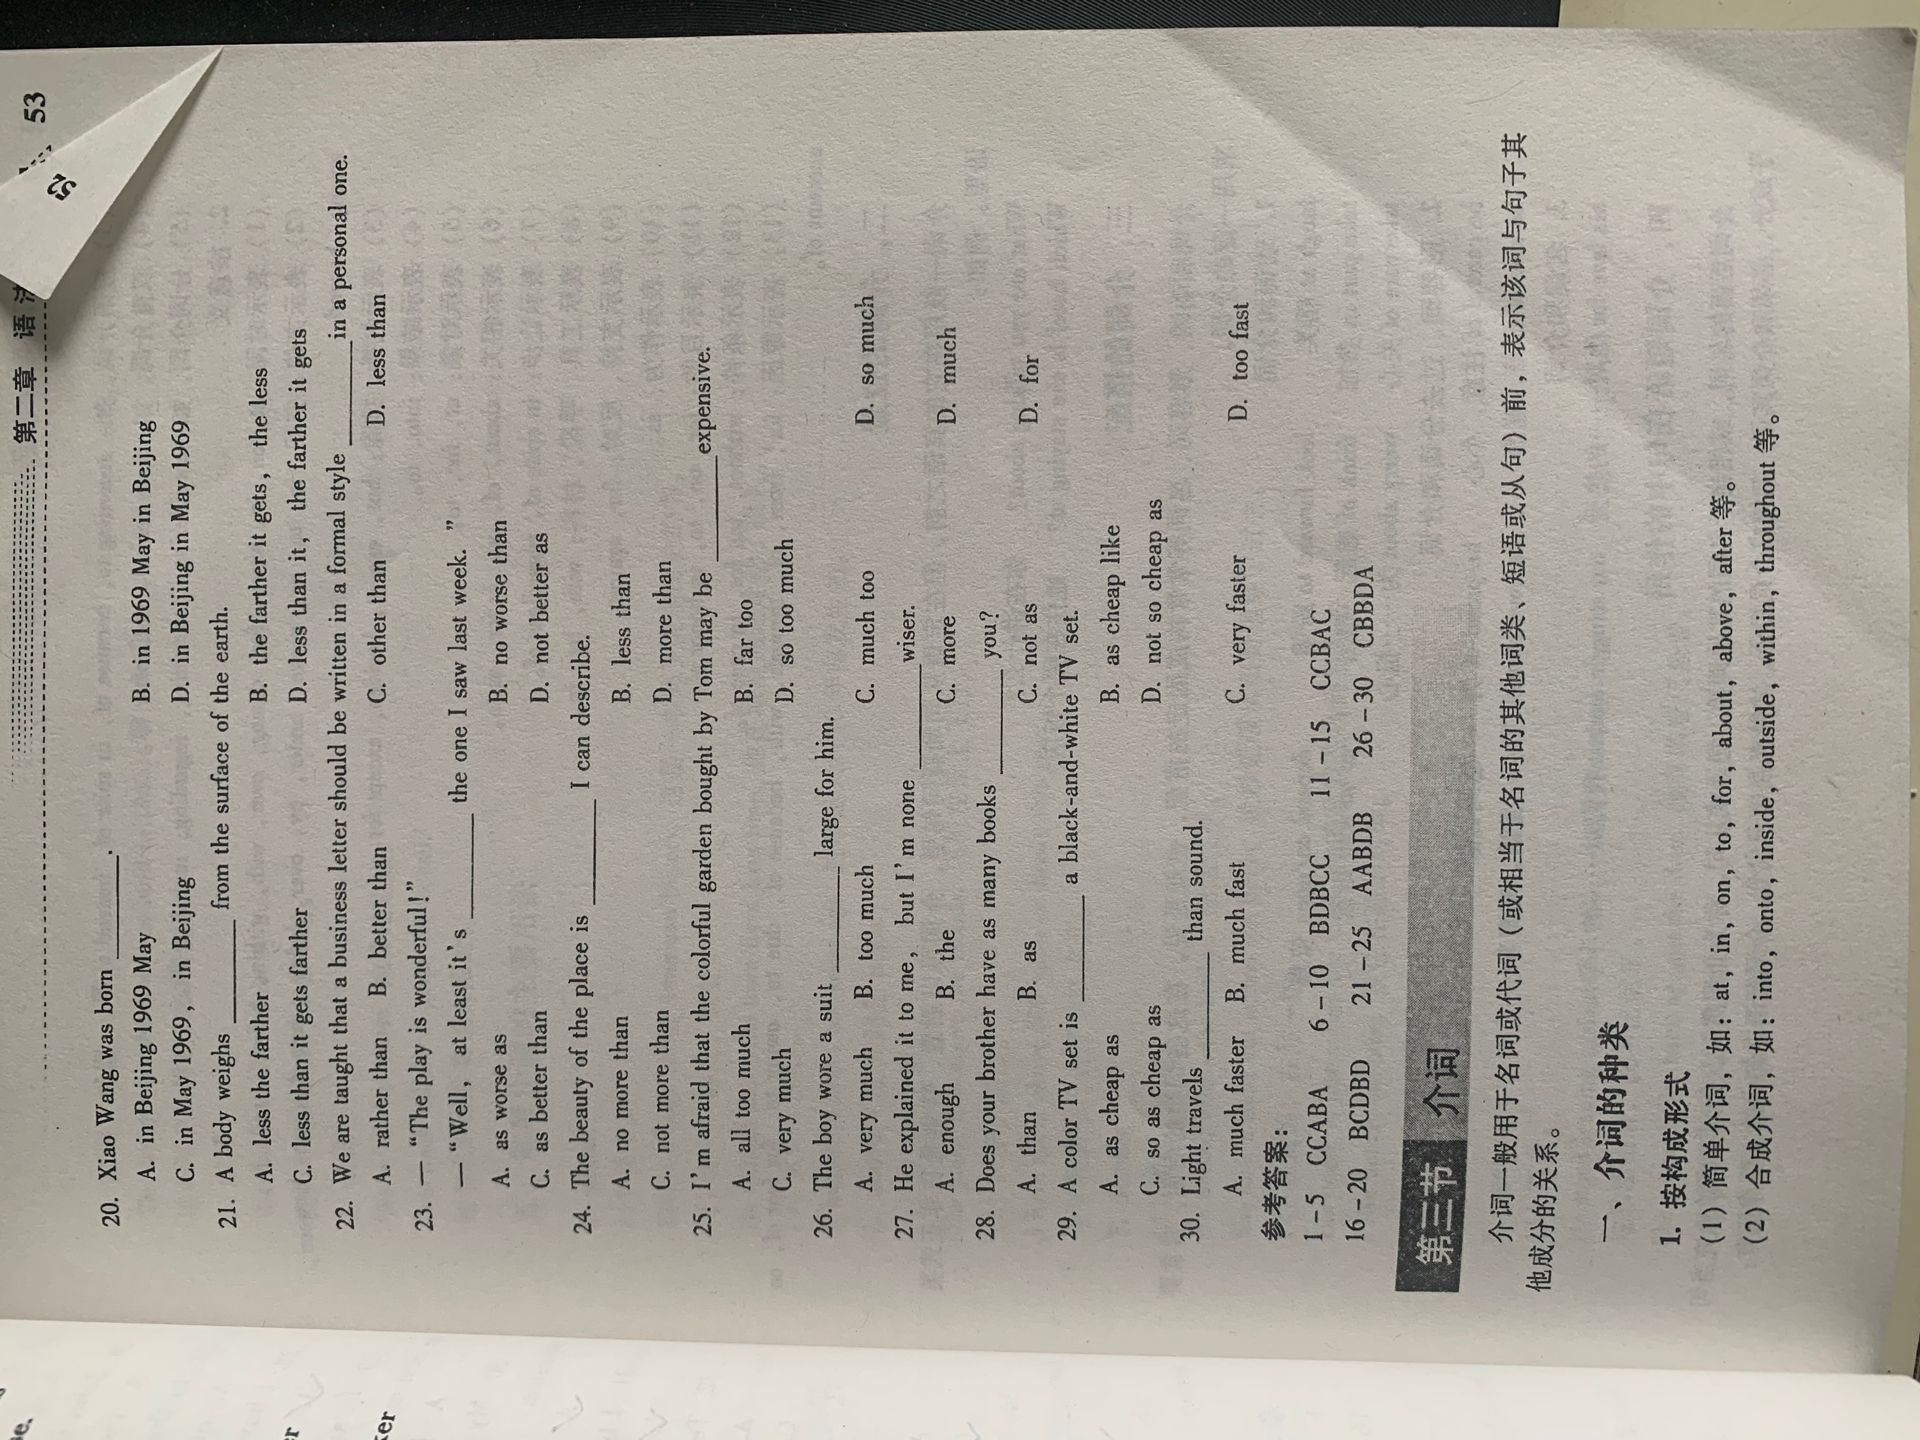 第二章 语
53
52
20. Xiao Wang was born ________.
A. in Beijing 1969 May B. in 1969 May in Beijing
C. in May 1969, in Beijing D. in Beijing in May 1969
21. A body weighs ________ from the surface of the earth.
A. less the farther B. the farther it gets, the less
C. less than it gets farther D. less than it, the farther it gets
22. We are taught that a business letter should be written in a formal style ________in a personal one.
A. rather than B. better than C. other than D. less than
23. — “The play is wonderful!”
— “Well, at least it's ________ the one I saw last week. ”
A. as worse as B. no worse than
C. as better than D. not better as
24. The beauty of the place is ________ I can describe.
A. no more than B. less than
C. not more than D. more than
25. I'm afraid that the colorful garden bought by Tom may be ________expensive.
A. all too much B. far too
C. very much D. so too much
26. The boy wore a suit ________ large for him.
A. very much B. too much C. much too D. so much
27. He explained it to me, but I'm none ________wiser.
A. enough B. the C. more D. much
28. Does your brother have as many books ________ you?
A. than B. as C. not as D. for
29. A color TV set is ________ a black-and-white TV set.
A. as cheap as B. as cheap like
C. so as cheap as D. not so cheap as
30. Light travels ________ than sound.
A. much faster B. much fast C. very faster D. too fast
参考答案:
1-5 CCABA 6-10 BDBCC 11-15 CCBAC
16-20 BCDBD 21-25 AABDB 26-30 CBBDA
第三节 介词
介词一般用于名词或代词（或相当于名词的其他词类、短语或从句）前，表示该词与句子其
他成分的关系。
一、介词的种类
1. 按构成形式
(1) 简单介词，如：at, in, on, to, for, about, above, after 等。
(2) 合成介词，如：into, onto, inside, outside, within, throughout 等。